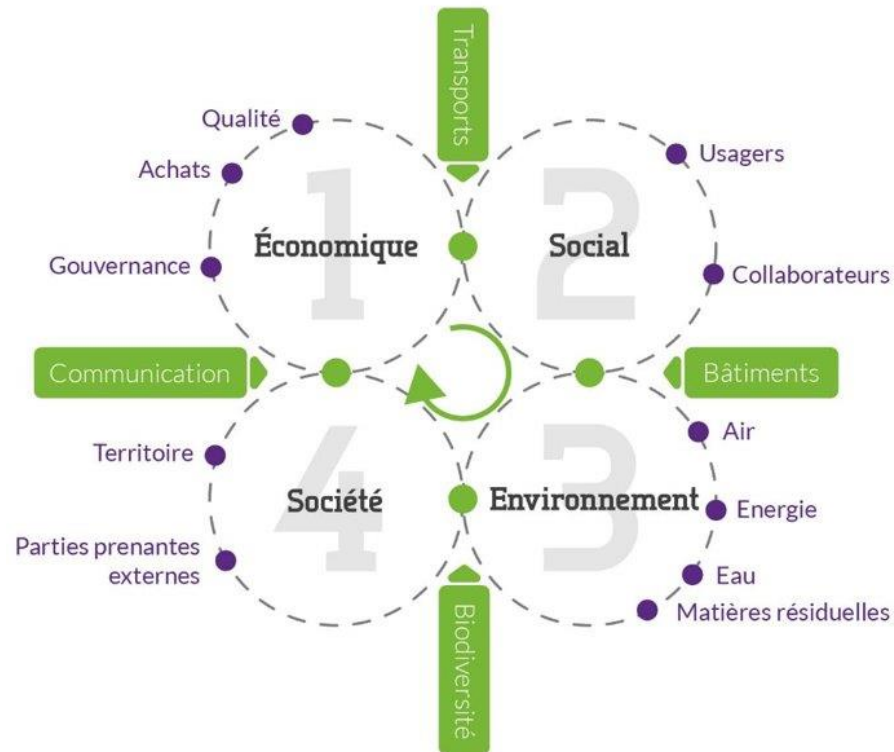 Transports
Qualité
Achats
Gouvernance
1
Économique
2
Social
Usagers
Collaborateurs
Communication
Bâtiments
Territoire
Parties prenantes
externes
4
Société
3
Environnement
Air
Energie
Eau
Matières résiduelles
Biodiversité